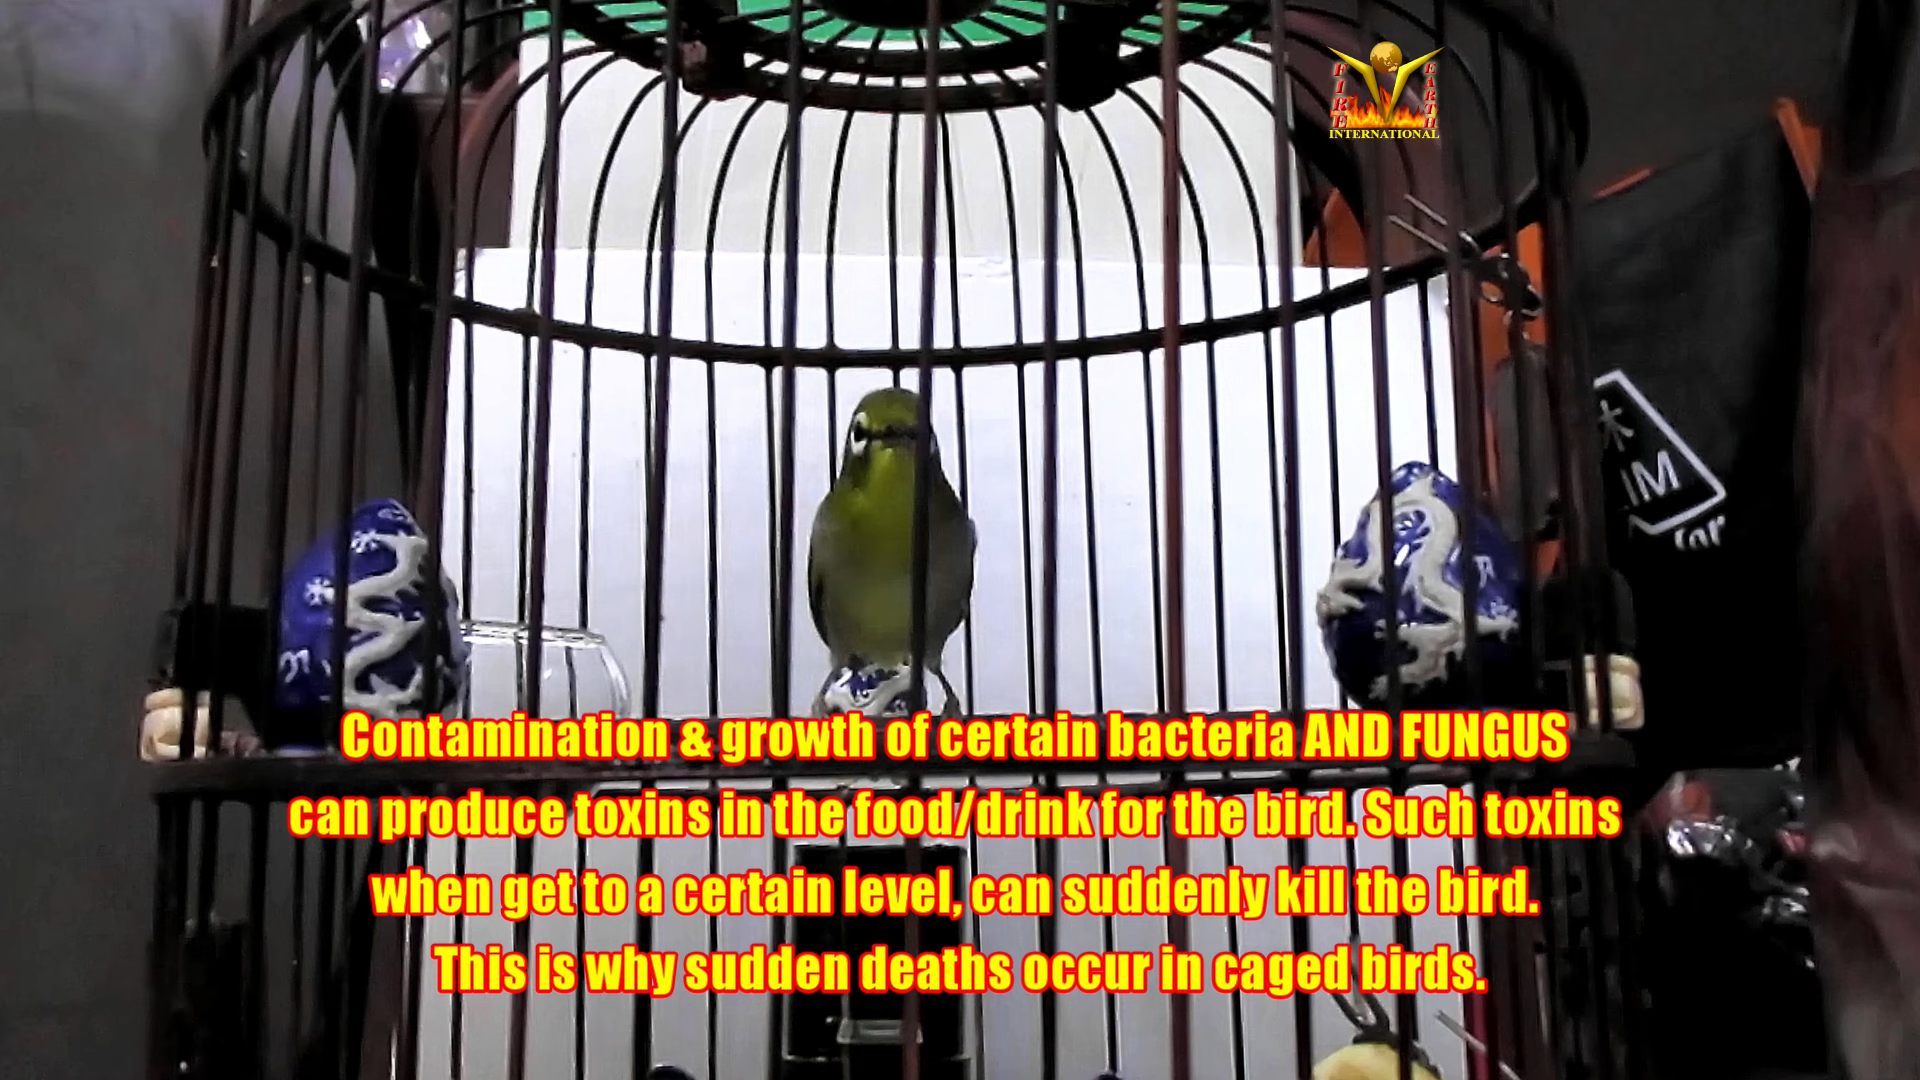 FIRE EARTH
INTERNATIONAL
IM
for
Contamination & growth of certain bacteria AND FUNGUS
can produce toxins in the food/drink for the bird. Such toxins
when get to a certain level, can suddenly kill the bird.
This is why sudden deaths occur in caged birds.